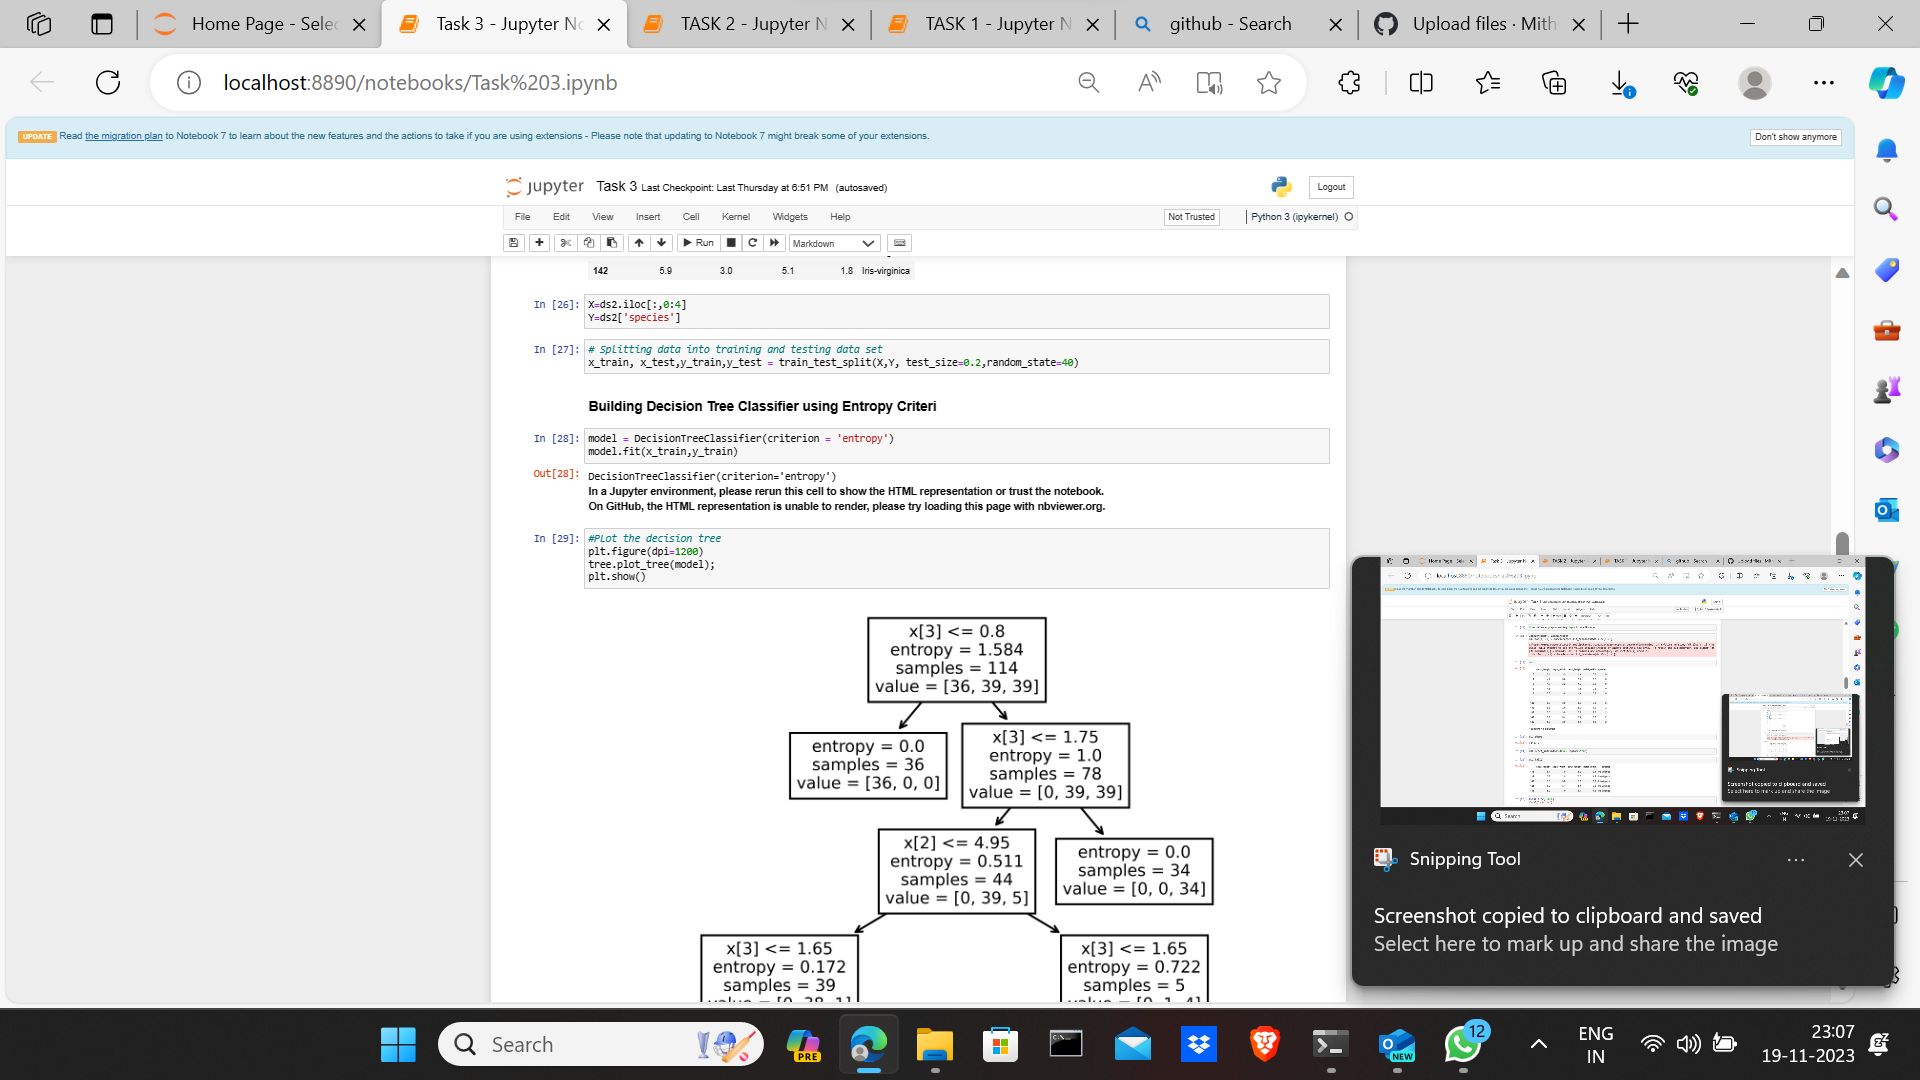 Home Page - Selec
Task 3 - Jupyter No
TASK 2 - Jupyter N
TASK 1 - Jupyter N
github - Search
Upload files · Mith
localhost:8890/notebooks/Task%203.ipynb
UPDATE Read the migration plan to Notebook 7 to learn about the new features and the actions to take if you are using extensions - Please note that updating to Notebook 7 might break some of your extensions.
Don't show anymore
jupyter Task 3 Last Checkpoint: Last Thursday at 6:51 PM (autosaved)
Logout
File Edit View Insert Cell Kernel Widgets Help
Not Trusted
Python 3 (ipykernel)
Run
Markdown
142 5.9 3.0 5.1 1.8 Iris-virginica
In [26]: X=ds2.iloc[:,0:4]
Y=ds2['species']
In [27]: # Splitting data into training and testing data set
x_train, x_test,y_train,y_test = train_test_split(X,Y, test_size=0.2,random_state=40)
Building Decision Tree Classifier using Entropy Criteri
In [28]: model = DecisionTreeClassifier(criterion = 'entropy')
model.fit(x_train,y_train)
Out[28]: DecisionTreeClassifier(criterion='entropy')
In a Jupyter environment, please rerun this cell to show the HTML representation or trust the notebook.
On GitHub, the HTML representation is unable to render, please try loading this page with nbviewer.org.
In [29]: #PLot the decision tree
plt.figure(dpi=1200)
tree.plot_tree(model);
plt.show()
x[3] <= 0.8
entropy = 1.584
samples = 114
value = [36, 39, 39]
entropy = 0.0
samples = 36
value = [36, 0, 0]
x[3] <= 1.75
entropy = 1.0
samples = 78
value = [0, 39, 39]
x[2] <= 4.95
entropy = 0.511
samples = 44
value = [0, 39, 5]
entropy = 0.0
samples = 34
value = [0, 0, 34]
x[3] <= 1.65
entropy = 0.172
samples = 39
value = [0, 38, 1]
x[3] <= 1.65
entropy = 0.722
samples = 5
value = [0, 1, 4]
Snipping Tool
Screenshot copied to clipboard and saved
Select here to mark up and share the image
Search
PRE
NEW
12
ENG
IN
23:07
19-11-2023